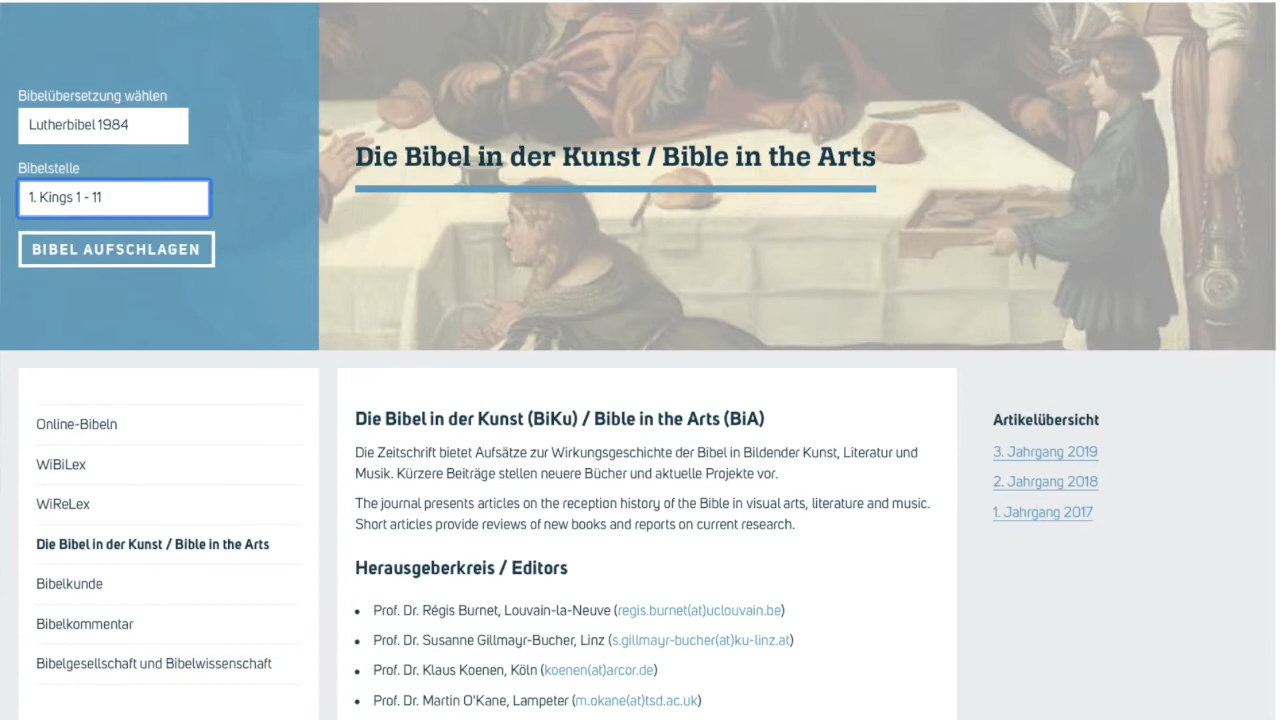 Bibelübersetzung wählen
Lutherbibel 1984
Bibelstelle
1. Kings 1 - 11
BIBEL AUFSCHLAGEN
Die Bibel in der Kunst / Bible in the Arts
Online-Bibeln
WiBiLex
WiReLex
Die Bibel in der Kunst / Bible in the Arts
Bibelkunde
Bibelkommentar
Bibelgesellschaft und Bibelwissenschaft
Die Bibel in der Kunst (BiKu) / Bible in the Arts (BiA)
Die Zeitschrift bietet Aufsätze zur Wirkungsgeschichte der Bibel in Bildender Kunst, Literatur und
Musik. Kürzere Beiträge stellen neuere Bücher und aktuelle Projekte vor.
The journal presents articles on the reception history of the Bible in visual arts, literature and music.
Short articles provide reviews of new books and reports on current research.
Herausgeberkreis / Editors
• Prof. Dr. Régis Burnet, Louvain-la-Neuve (regis.burnet(at)uclouvain.be)
• Prof. Dr. Susanne Gillmayr-Bucher, Linz (s.gillmayr-bucher(at)ku-linz.at)
• Prof. Dr. Klaus Koenen, Köln (koenen(at)arcor.de)
• Prof. Dr. Martin O'Kane, Lampeter (m.okane(at)tsd.ac.uk)
Artikelübersicht
3. Jahrgang 2019
2. Jahrgang 2018
1. Jahrgang 2017